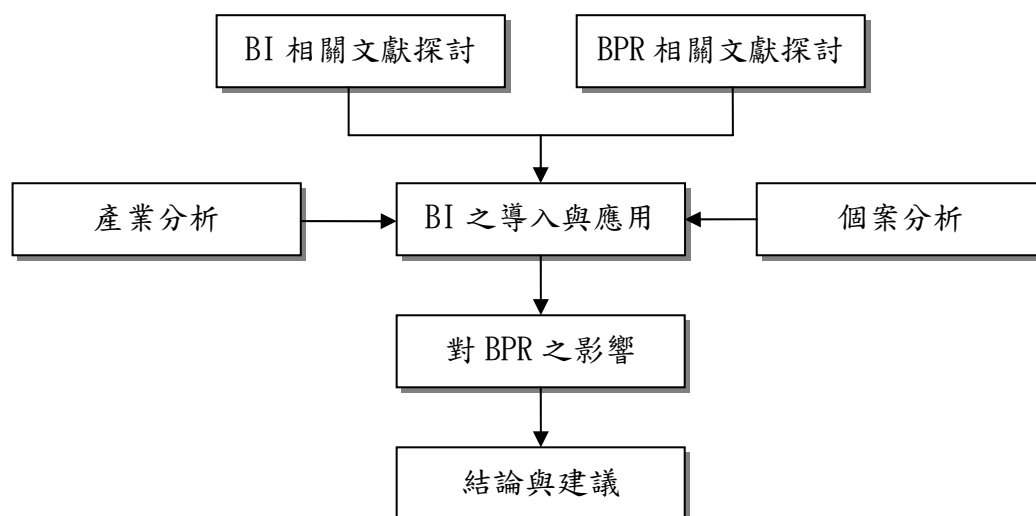 BI 相關文獻探討
BPR 相關文獻探討
產業分析
BI 之導入與應用
個案分析
對 BPR 之影響
結論與建議